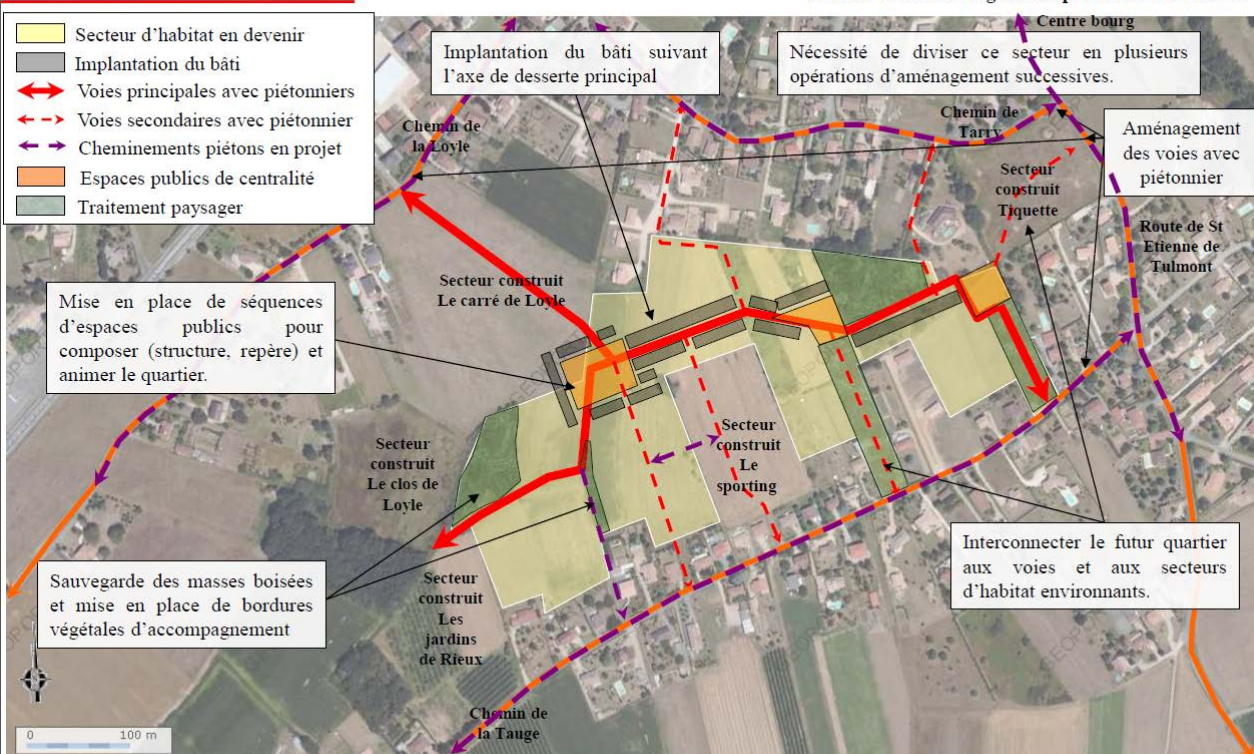 Centre bourg
Secteur d'habitat en devenir
Implantation du bâti
Voies principales avec piétonniers
Voies secondaires avec piétonnier
Cheminements piétons en projet
Espaces publics de centralité
Traitement paysager
Implantation du bâti suivant
l'axe de desserte principal
Nécessité de diviser ce secteur en plusieurs
opérations d'aménagement successives.
Chemin de
la Loyle
Chemin de
Tarry
Aménagement
des voies avec
piétonnier
Secteur
construit
Tiquette
Route de St
Etienne de
Tulmont
Secteur construit
Le carré de Loyle
Mise en place de séquences
d'espaces publics pour
composer (structure, repère) et
animer le quartier.
Secteur
construit
Le clos de
Loyle
Secteur
construit
Le
sporting
Sauvegarde des masses boisées
et mise en place de bordures
végétales d'accompagnement
Secteur
construit
Les
jardins
de Rieux
Interconnecter le futur quartier
aux voies et aux secteurs
d'habitat environnants.
Chemin de
la Tauge
0 100 m